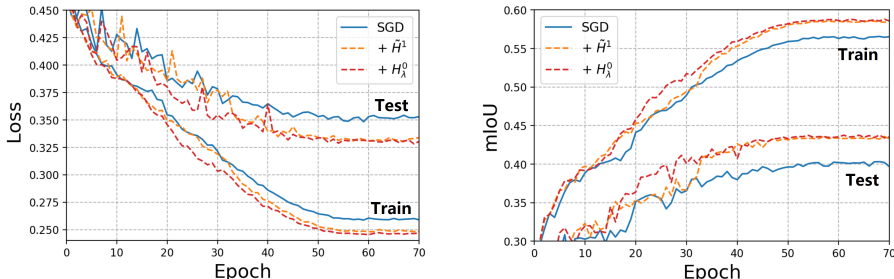 0.450
0.425
0.400
0.375
0.350
0.325
0.300
0.275
0.250
Loss
0
10
20
30
40
50
60
70
Epoch
SGD
+ H̃¹
+ H⁰_λ
Test
Train
0.60
0.55
0.50
0.45
0.40
0.35
0.30
mIoU
0
10
20
30
40
50
60
70
Epoch
SGD
+ H̃¹
+ H⁰_λ
Train
Test